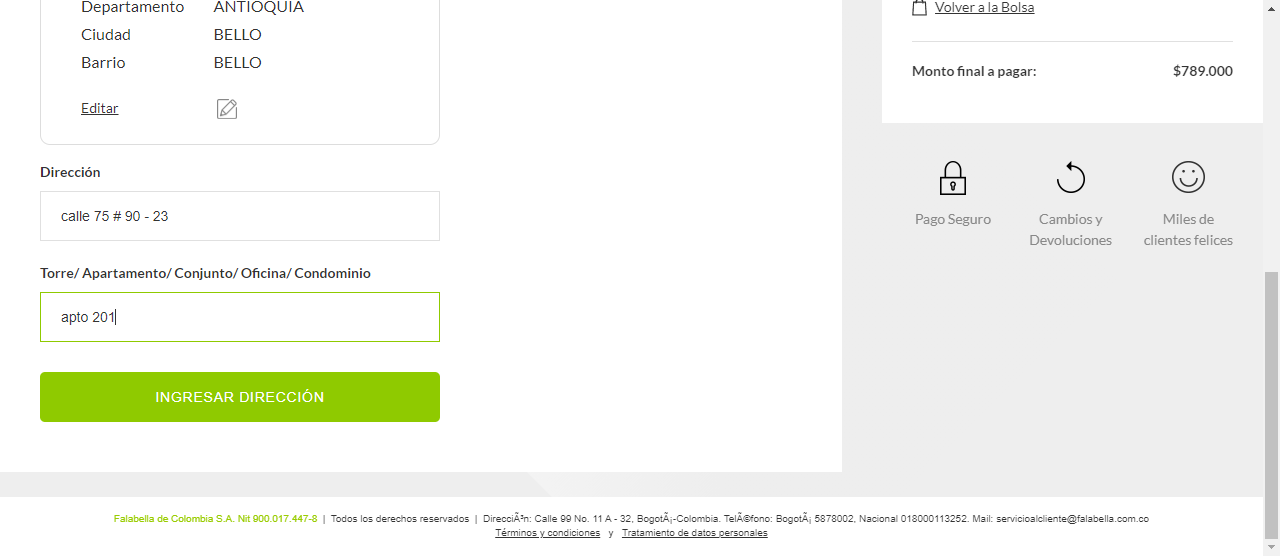 Departamento ANTIOQUIA
Ciudad BELLO
Barrio BELLO
Editar
Dirección
calle 75 # 90 - 23
Torre/ Apartamento/ Conjunto/ Oficina/ Condominio
apto 201
INGRESAR DIRECCIÓN
Volver a la Bolsa
Monto final a pagar: $789.000
Pago Seguro
Cambios y
Devoluciones
Miles de
clientes felices
Falabella de Colombia S.A. Nit 900.017.447-8 | Todos los derechos reservados | DirecciÃ³n: Calle 99 No. 11 A - 32, BogotÃ¡-Colombia. TelÃ©fono: BogotÃ¡ 5878002, Nacional 018000113252. Mail: servicioalcliente@falabella.com.co
Términos y condiciones y Tratamiento de datos personales